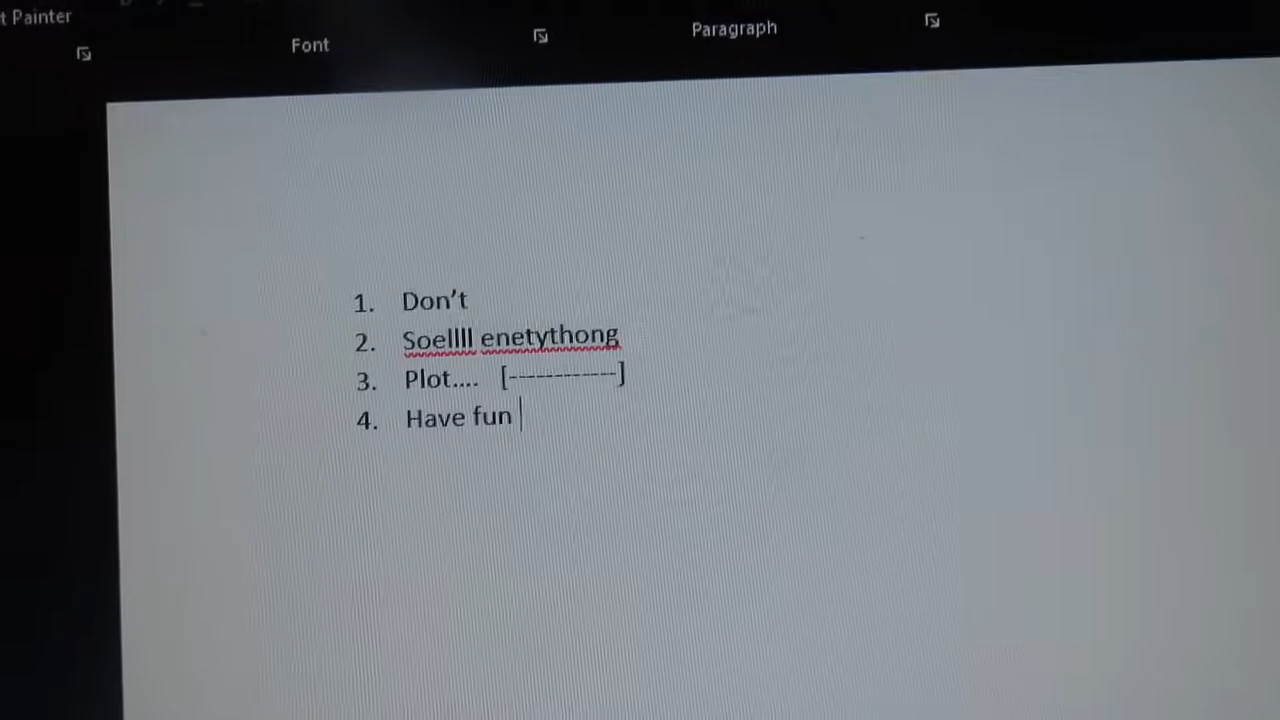 t Painter
Font
Paragraph
1. Don't
2. Soellll enetythong
3. Plot.... [------------]
4. Have fun